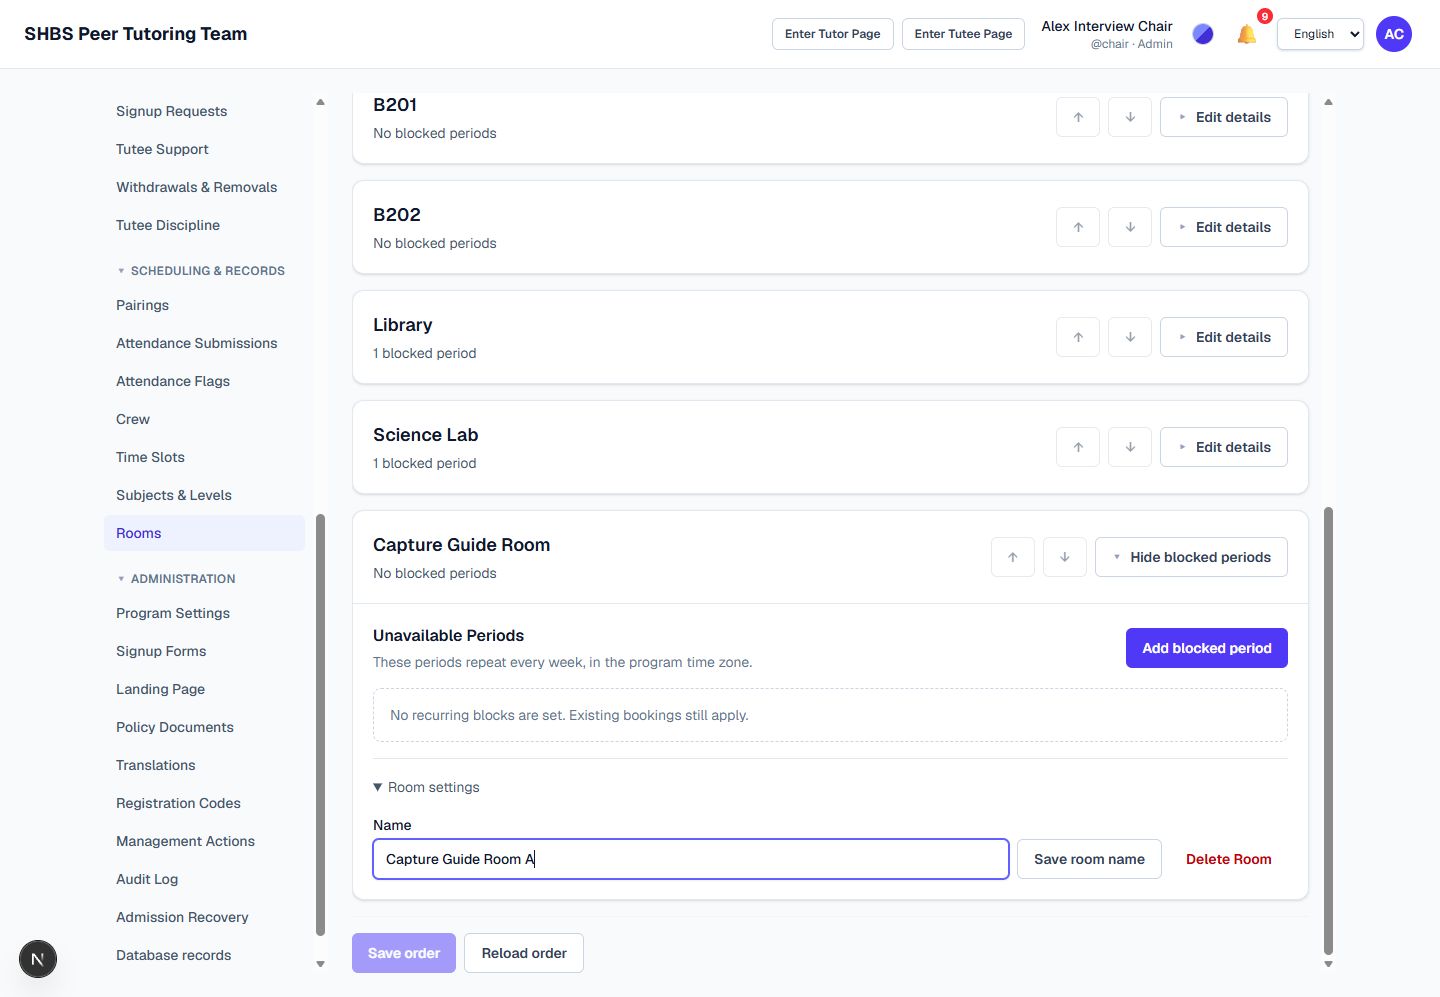 SHBS Peer Tutoring Team
Enter Tutor Page
Enter Tutee Page
Alex Interview Chair
@chair · Admin
9
English
AC
Signup Requests
Tutee Support
Withdrawals & Removals
Tutee Discipline
SCHEDULING & RECORDS
Pairings
Attendance Submissions
Attendance Flags
Crew
Time Slots
Subjects & Levels
Rooms
ADMINISTRATION
Program Settings
Signup Forms
Landing Page
Policy Documents
Translations
Registration Codes
Management Actions
Audit Log
Admission Recovery
Database records
N
B201
No blocked periods
Edit details
B202
No blocked periods
Edit details
Library
1 blocked period
Edit details
Science Lab
1 blocked period
Edit details
Capture Guide Room
No blocked periods
Hide blocked periods
Unavailable Periods
These periods repeat every week, in the program time zone.
Add blocked period
No recurring blocks are set. Existing bookings still apply.
Room settings
Name
Capture Guide Room A
Save room name
Delete Room
Save order
Reload order